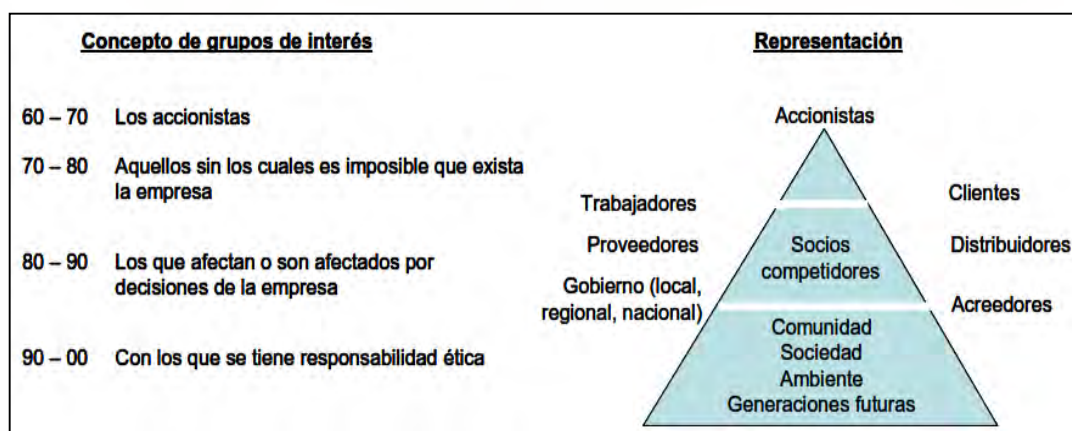 Concepto de grupos de interés
60 – 70 Los accionistas
70 – 80 Aquellos sin los cuales es imposible que exista
la empresa
80 – 90 Los que afectan o son afectados por
decisiones de la empresa
90 – 00 Con los que se tiene responsabilidad ética
Representación
Accionistas
Trabajadores
Clientes
Proveedores
Socios
competidores
Distribuidores
Gobierno (local,
regional, nacional)
Acreedores
Comunidad
Sociedad
Ambiente
Generaciones futuras